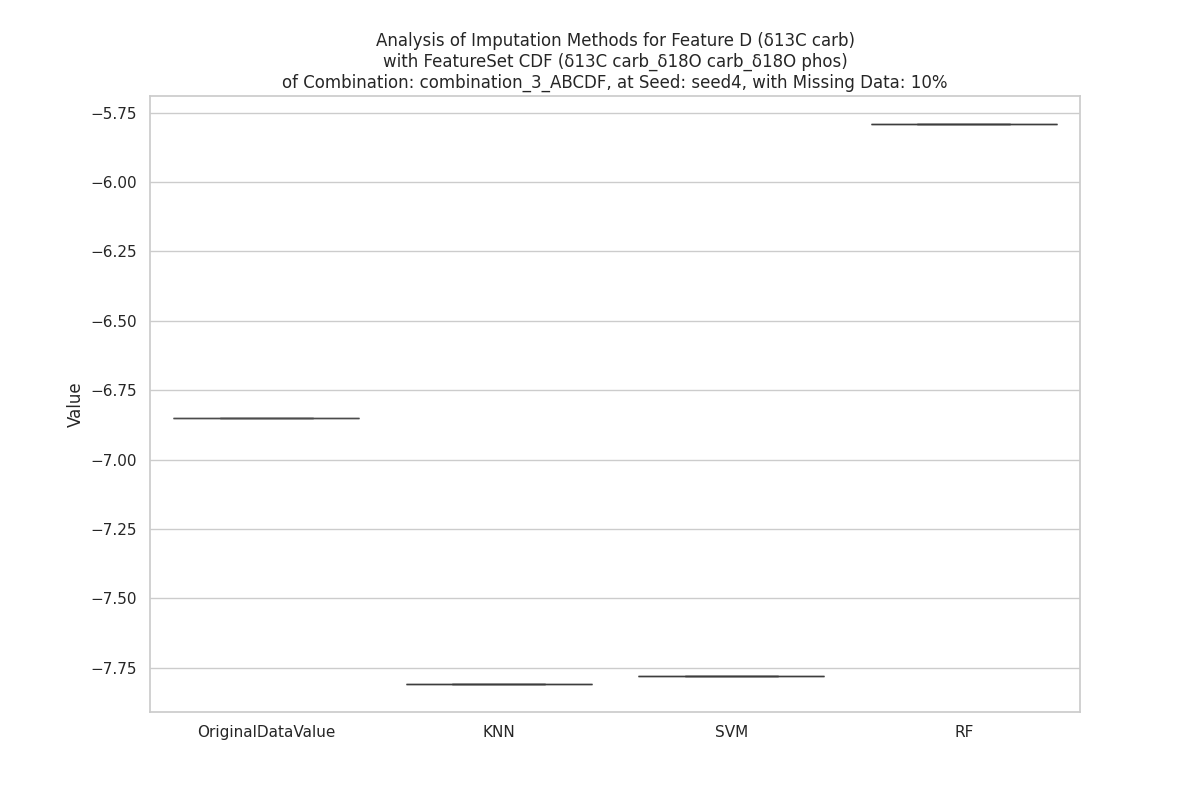 Analysis of Imputation Methods for Feature D (δ13C carb)
with FeatureSet CDF (δ13C carb_δ18O carb_δ18O phos)
of Combination: combination_3_ABCDF, at Seed: seed4, with Missing Data: 10%
Value
−5.75
−6.00
−6.25
−6.50
−6.75
−7.00
−7.25
−7.50
−7.75
OriginalDataValue
KNN
SVM
RF